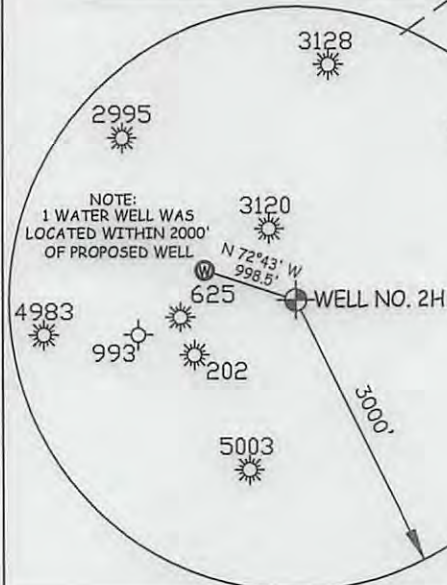 3128
2995
NOTE:
1 WATER WELL WAS
LOCATED WITHIN 2000'
OF PROPOSED WELL
3120
N 72°43' W
998.5'
W
625
WELL NO. 2H
4983
993
202
3000'
5003